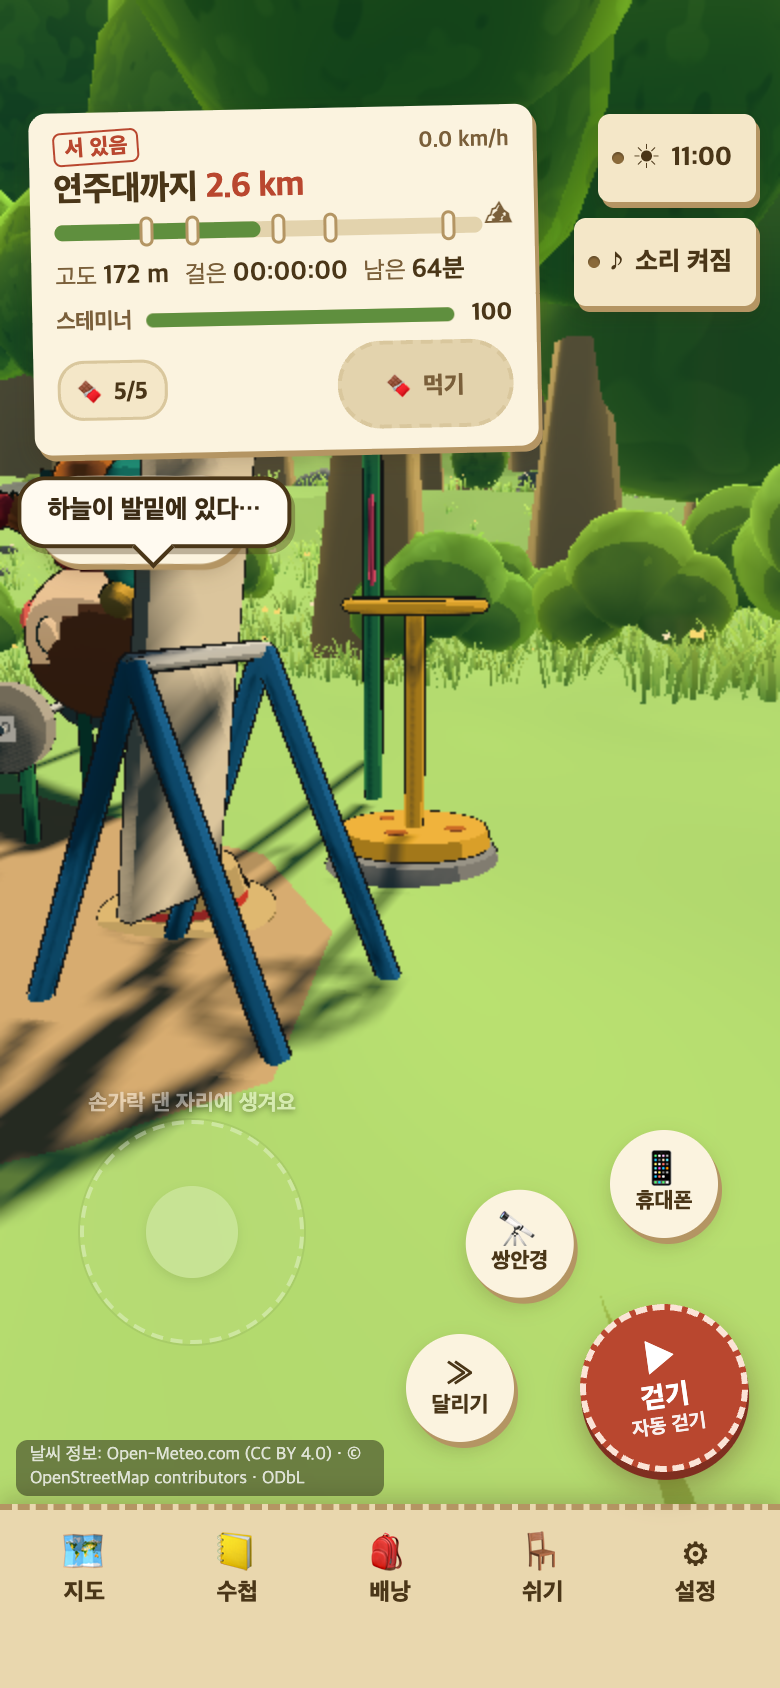 서 있음
0.0 km/h
연주대까지 2.6 km
고도 172 m 걸은 00:00:00 남은 64분
스테미너 100
5/5
먹기
11:00
♪ 소리 켜짐
하늘이 발밑에 있다…
손가락 댄 자리에 생겨요
휴대폰
쌍안경
달리기
걷기
자동 걷기
날씨 정보: Open-Meteo.com (CC BY 4.0) · ©
OpenStreetMap contributors · ODbL
지도
수첩
배낭
쉬기
설정